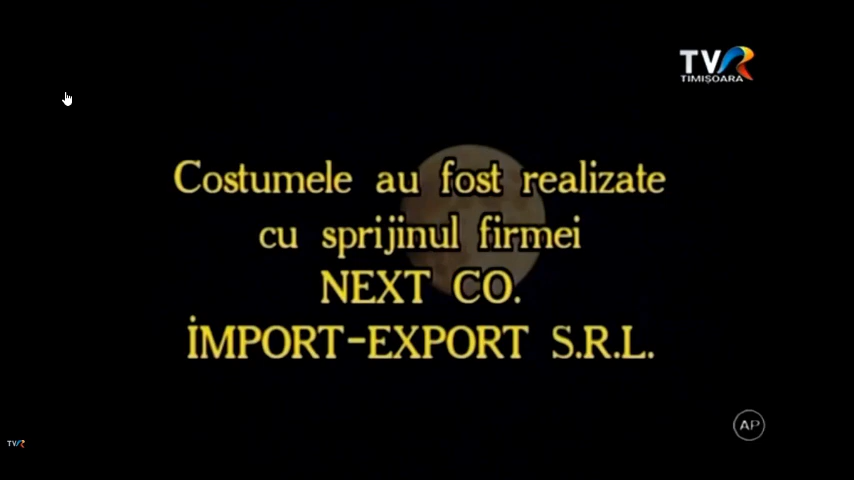 TVR
TIMIȘOARA
Costumele au fost realizate
cu sprijinul firmei
NEXT CO.
İMPORT-EXPORT S.R.L.
AP
TVR